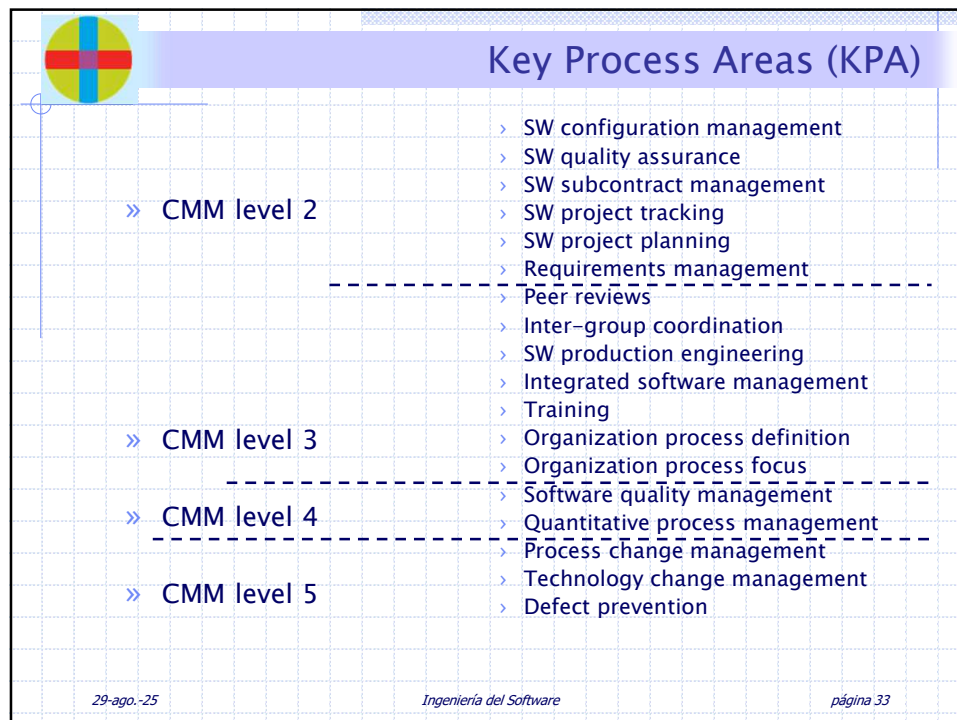 Key Process Areas (KPA)
» CMM level 2
› SW configuration management
› SW quality assurance
› SW subcontract management
› SW project tracking
› SW project planning
› Requirements management
» CMM level 3
› Peer reviews
› Inter-group coordination
› SW production engineering
› Integrated software management
› Training
› Organization process definition
› Organization process focus
» CMM level 4
› Software quality management
› Quantitative process management
» CMM level 5
› Process change management
› Technology change management
› Defect prevention
29-ago.-25
Ingeniería del Software
página 33